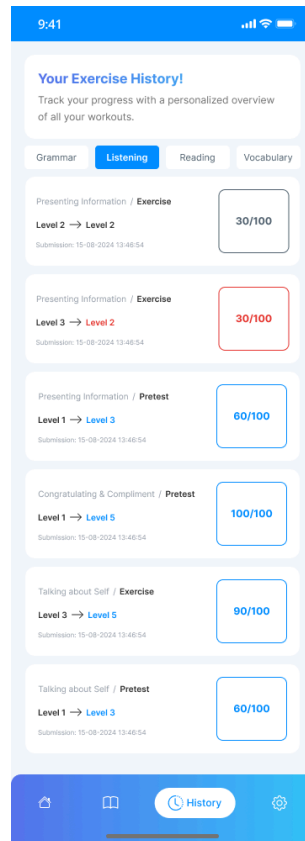 9:41
Your Exercise History!
Track your progress with a personalized overview
of all your workouts.
Grammar Listening Reading Vocabulary
Presenting Information / Exercise
Level 2 → Level 2
Submission: 15-08-2024 13:46:54
30/100
Presenting Information / Exercise
Level 3 → Level 2
Submission: 15-08-2024 13:46:54
30/100
Presenting Information / Pretest
Level 1 → Level 3
Submission: 15-08-2024 13:46:54
60/100
Congratulating & Compliment / Pretest
Level 1 → Level 5
Submission: 15-08-2024 13:46:54
100/100
Talking about Self / Exercise
Level 3 → Level 5
Submission: 15-08-2024 13:46:54
90/100
Talking about Self / Pretest
Level 1 → Level 3
Submission: 15-08-2024 13:46:54
60/100
History